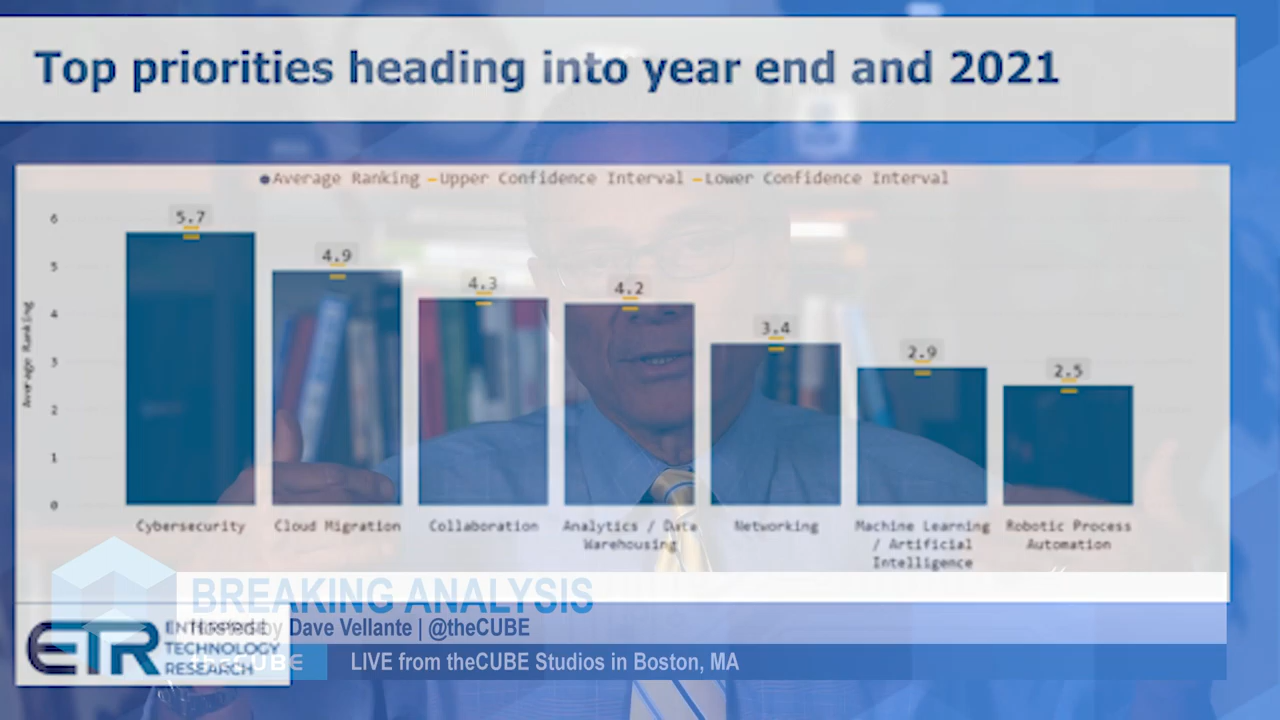 Top priorities heading into year end and 2021
Average Ranking Upper Confidence Interval Lower Confidence Interval
Average Ranking
6
5
4
3
2
1
0
5.7
4.9
4.3
4.2
3.4
2.9
2.5
Cybersecurity
Cloud Migration
Collaboration
Analytics / Data
Warehousing
Networking
Machine Learning
/ Artificial
Intelligence
Robotic Process
Automation
BREAKING ANALYSIS
Hosted by Dave Vellante | @theCUBE
theCUBE LIVE from theCUBE Studios in Boston, MA
ETR
ENTERPRISE
TECHNOLOGY
RESEARCH